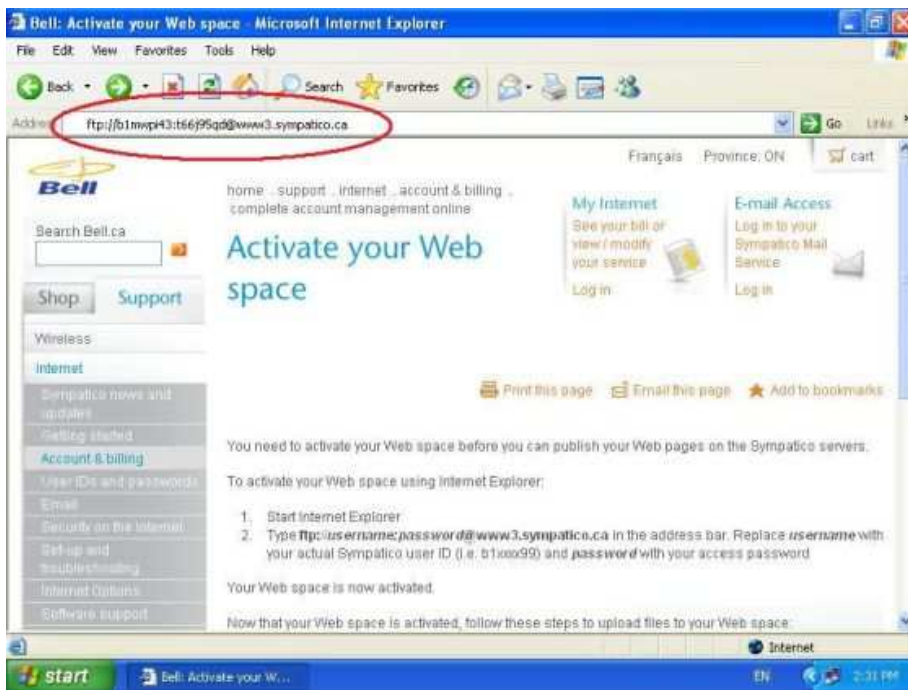 Bell: Activate your Web space - Microsoft Internet Explorer
File Edit View Favorites Tools Help
Back Search Favorites
Address ftp://b1mwpi43:t66j95qd@www3.sympatico.ca Go Links
Français Province: ON cart
Bell
home . support . internet . account & billing .
complete account management online
My Internet
See your bill or
view / modify
your service
Log in
E-mail Access
Log in to your
Sympatico Mail
Service
Log in
Search Bell.ca
Activate your Web
space
Shop Support
Wireless
Internet
Sympatico news and
updates
Getting started
Account & billing
User IDs and passwords
Email
Security on the Internet
Set-up and
troubleshooting
Internet Options
Software support
Print this page Email this page Add to bookmarks
You need to activate your Web space before you can publish your Web pages on the Sympatico servers.
To activate your Web space using Internet Explorer:
1. Start Internet Explorer
2. Type ftp://username:password@www3.sympatico.ca in the address bar. Replace username with
your actual Sympatico user ID (i.e. b1xxxx99) and password with your access password
Your Web space is now activated.
Now that your Web space is activated, follow these steps to upload files to your Web space:
Internet
start Bell: Activate your W... EN 2:31 PM